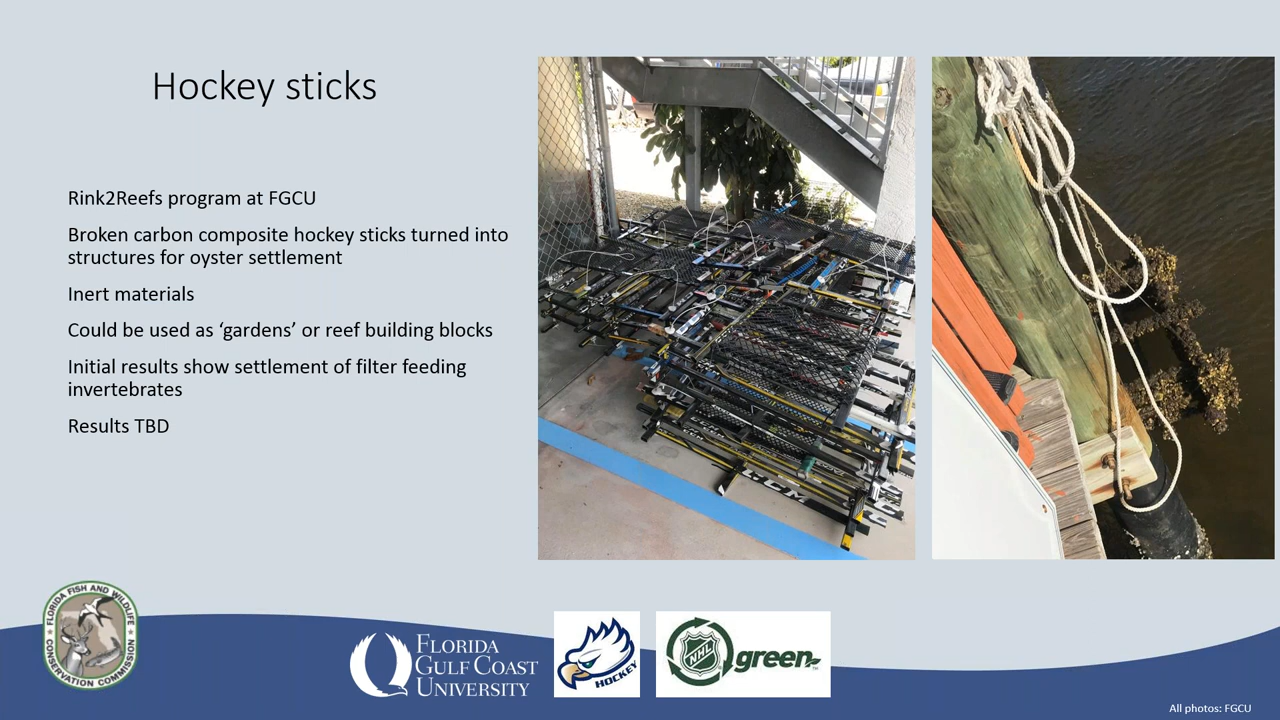 Hockey sticks
Rink2Reefs program at FGCU
Broken carbon composite hockey sticks turned into
structures for oyster settlement
Inert materials
Could be used as ‘gardens’ or reef building blocks
Initial results show settlement of filter feeding
invertebrates
Results TBD
CCM
FLORIDA FISH AND WILDLIFE
CONSERVATION COMMISSION
FLORIDA
GULF COAST
UNIVERSITY
HOCKEY
NHL
green
All photos: FGCU